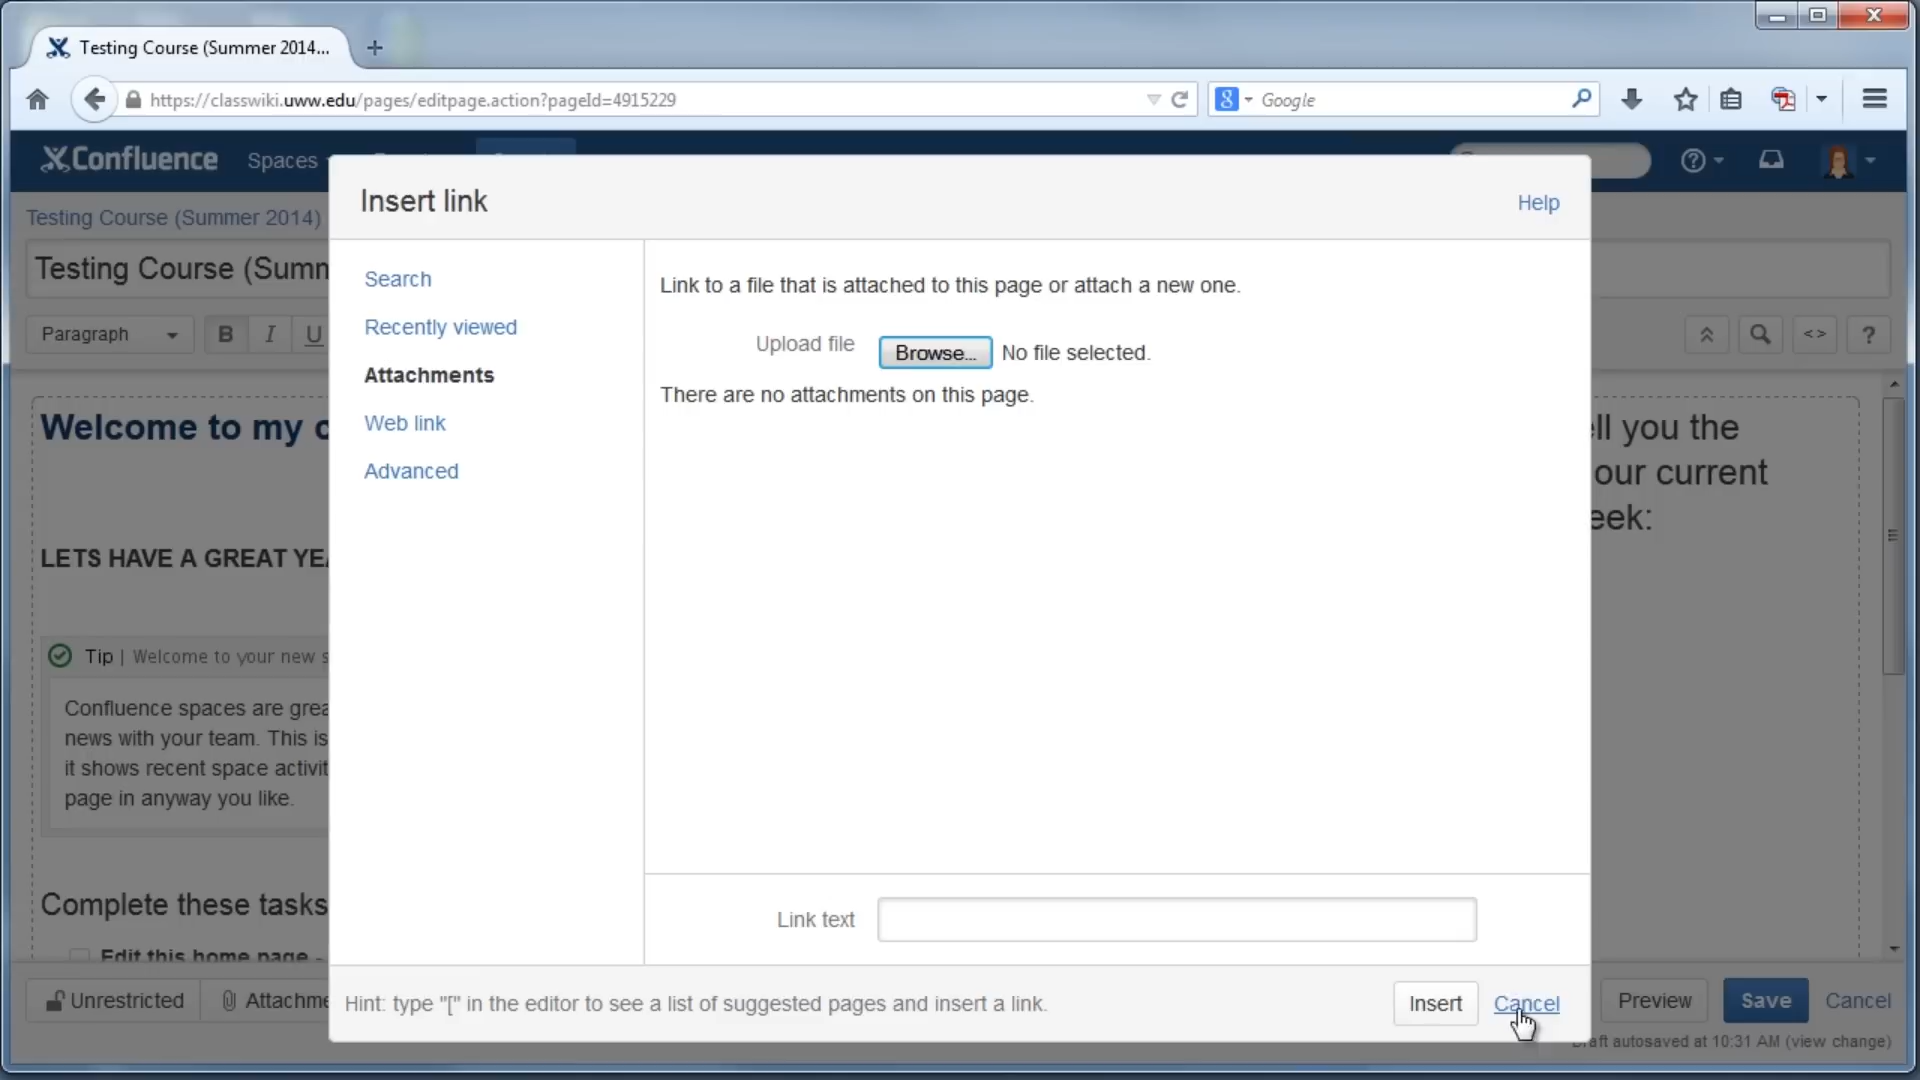 Testing Course (Summer 2014...
https://classwiki.uww.edu/pages/editpage.action?pageId=4915229
Google
Confluence Spaces
Insert link
Help
Testing Course (Summer 2014)
Testing Course (Summ
Paragraph B I U
< > ?
Search
Recently viewed
Attachments
Web link
Advanced
Link to a file that is attached to this page or attach a new one.
Upload file Browse... No file selected.
There are no attachments on this page.
Welcome to my c
LETS HAVE A GREAT YEA
Tip | Welcome to your new s
Confluence spaces are grea
news with your team. This is
it shows recent space activit
page in anyway you like.
Complete these tasks
Edit this home page -
ll you the
our current
eek:
Link text
Unrestricted Attachme
Hint: type "[" in the editor to see a list of suggested pages and insert a link.
Insert Cancel
Preview Save Cancel
raft autosaved at 10:31 AM (view change)